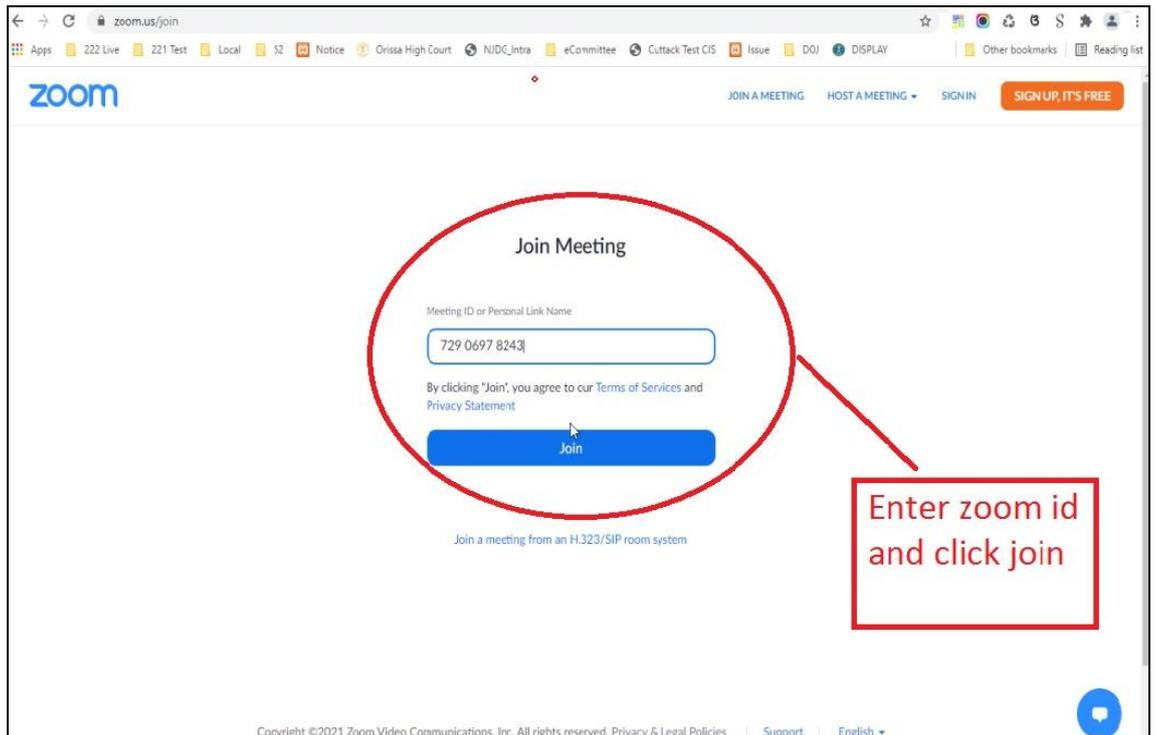 zoom.us/join
Apps 222 Live 221 Test Local S2 Notice Orissa High Court NJDG_Intra eCommittee Cuttack Test CIS Issue DOJ DISPLAY Other bookmarks Reading list
zoom JOIN A MEETING HOST A MEETING SIGN IN SIGN UP, IT'S FREE
Join Meeting
Meeting ID or Personal Link Name
729 0697 8243
By clicking "Join", you agree to our Terms of Services and
Privacy Statement
Join
Join a meeting from an H.323/SIP room system
Enter zoom id
and click join
Copyright ©2021 Zoom Video Communications, Inc. All rights reserved. Privacy & Legal Policies Support English